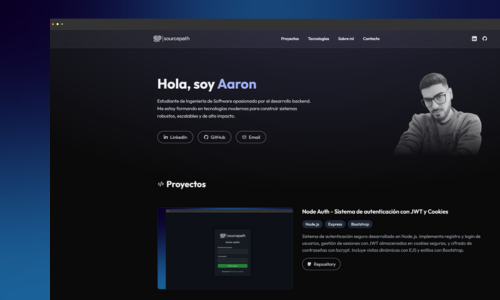 sourcepath
Proyectos Tecnologías Sobre mí Contacto
Hola, soy Aaron
Estudiante de Ingeniería de Software apasionado por el desarrollo backend.
Me estoy formando en tecnologías modernas para construir sistemas
robustos, escalables y de alto impacto.
LinkedIn GitHub Email
Proyectos
sourcepath
Node Auth - Sistema de autenticación con JWT y Cookies
Node.js Express Bootstrap
Sistema de autenticación seguro desarrollado en Node.js. Implementa registro y login de
usuarios, gestión de sesiones con JWT almacenados en cookies seguras, y cifrado de
contraseñas con bcrypt. Incluye vistas dinámicas con EJS y estilos con Bootstrap.
Repository